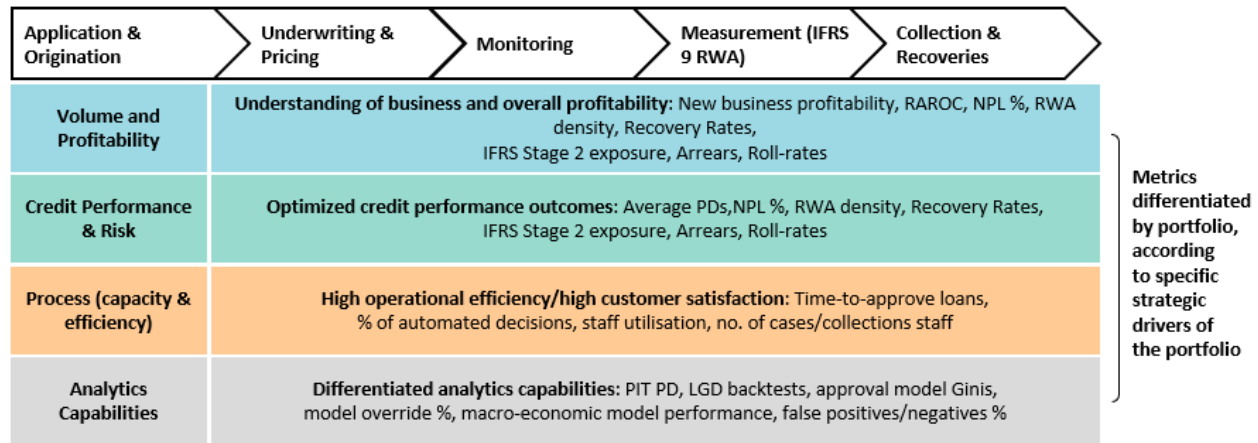 Application &
Origination
Underwriting &
Pricing
Monitoring
Measurement (IFRS
9 RWA)
Collection &
Recoveries
Volume and
Profitability
Understanding of business and overall profitability: New business profitability, RAROC, NPL %, RWA
density, Recovery Rates,
IFRS Stage 2 exposure, Arrears, Roll-rates
Credit Performance
& Risk
Optimized credit performance outcomes: Average PDs,NPL %, RWA density, Recovery Rates,
IFRS Stage 2 exposure, Arrears, Roll-rates
Process (capacity &
efficiency)
High operational efficiency/high customer satisfaction: Time-to-approve loans,
% of automated decisions, staff utilisation, no. of cases/collections staff
Analytics
Capabilities
Differentiated analytics capabilities: PIT PD, LGD backtests, approval model Ginis,
model override %, macro-economic model performance, false positives/negatives %
Metrics
differentiated
by portfolio,
according
to specific
strategic
drivers of
the portfolio